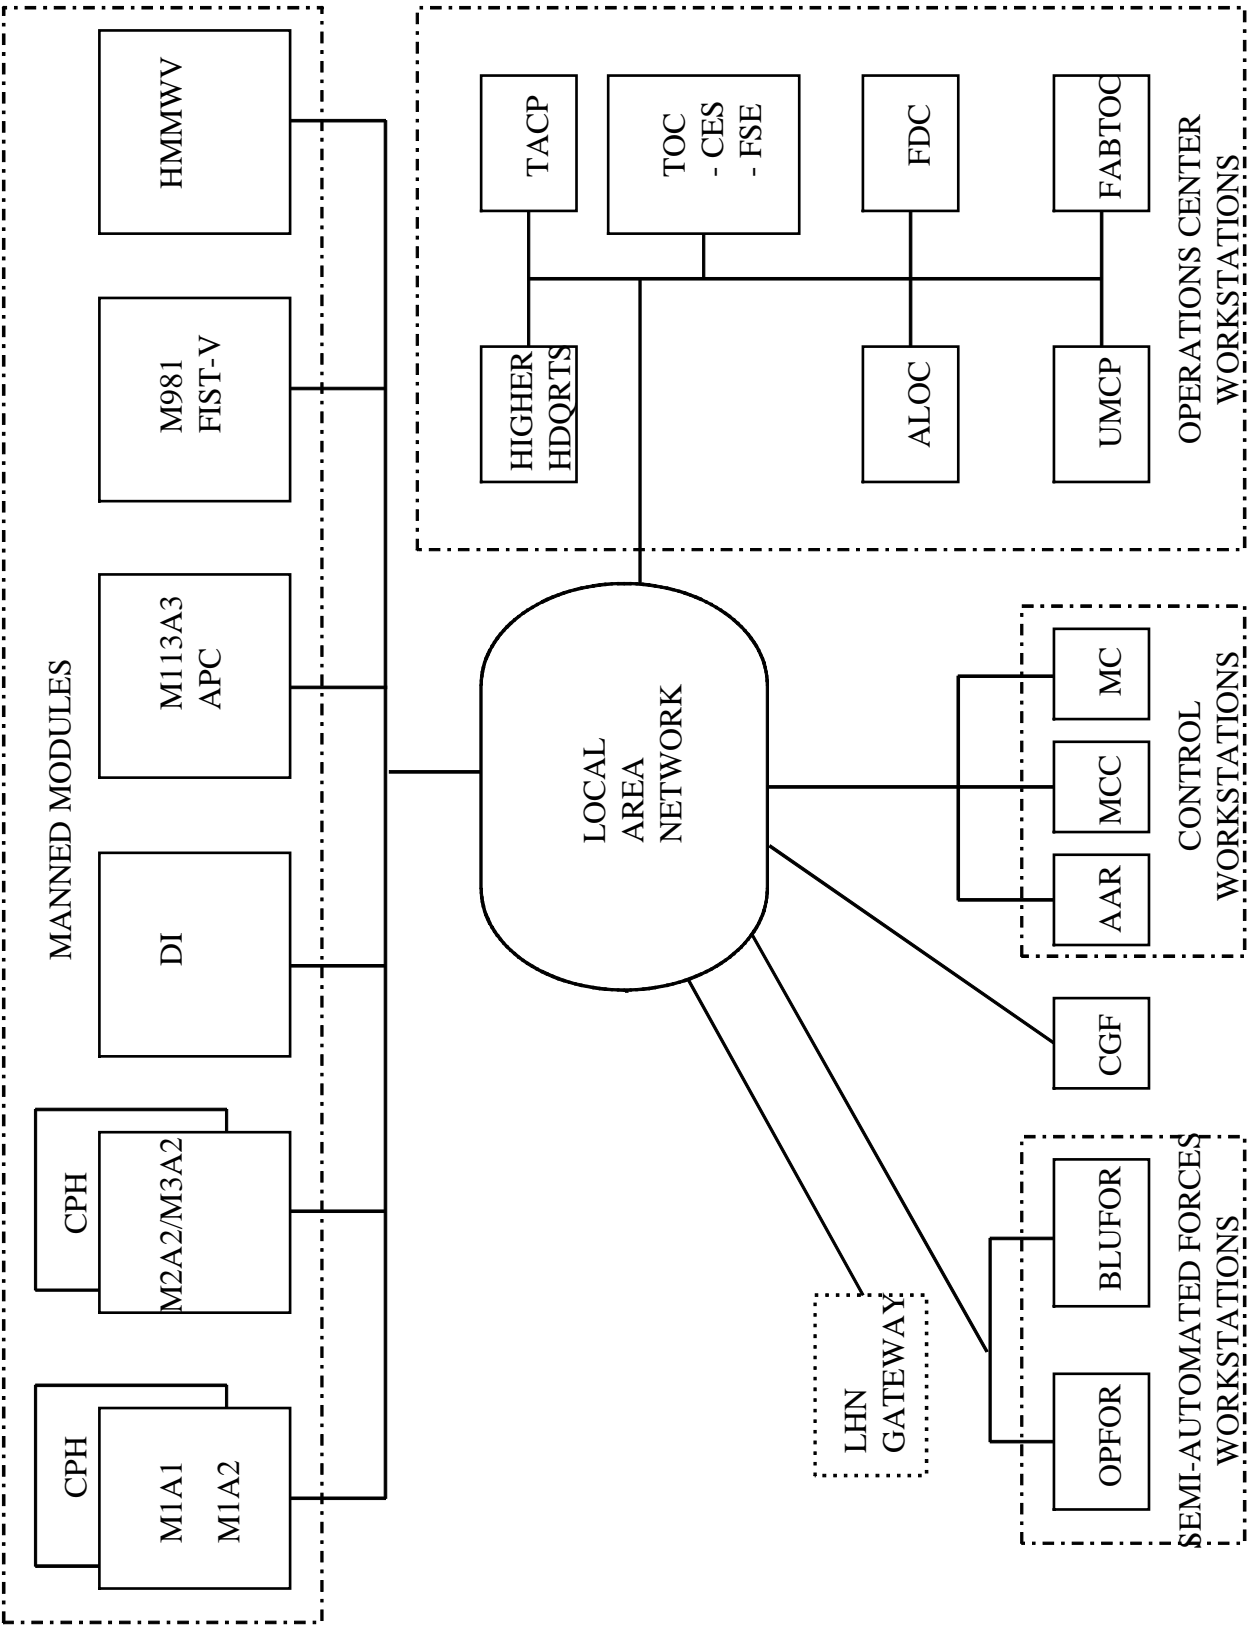 MANNED MODULES
CPH
M1A1
M1A2
CPH
M2A2/M3A2
DI
M113A3
APC
M981
FIST-V
HMMWV
LOCAL
AREA
NETWORK
LHN
GATEWAY
OPFOR
BLUFOR
SEMI-AUTOMATED FORCES
WORKSTATIONS
CGF
AAR
MCC
MC
CONTROL
WORKSTATIONS
HIGHER
HDQRTS
TACP
TOC
- CES
- FSE
ALOC
FDC
UMCP
FABTOC
OPERATIONS CENTER
WORKSTATIONS